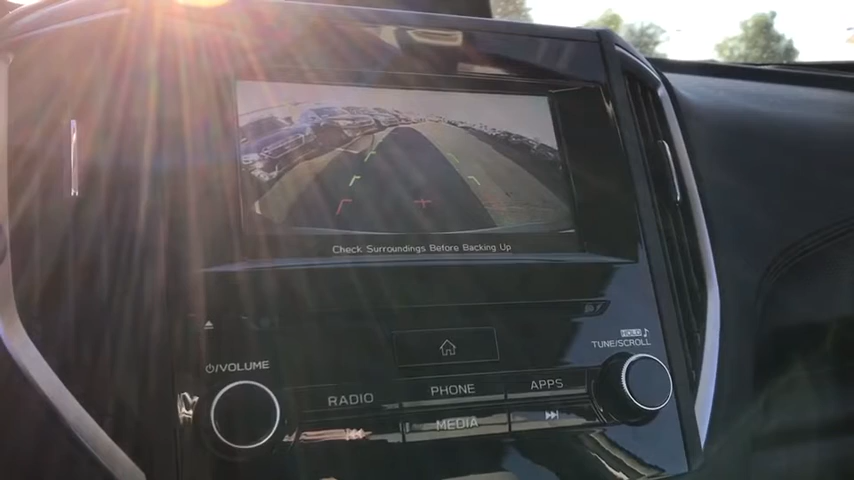 Check Surroundings Before Backing Up
HOLD
TUNE/SCROLL
VOLUME
RADIO
PHONE
APPS
MEDIA